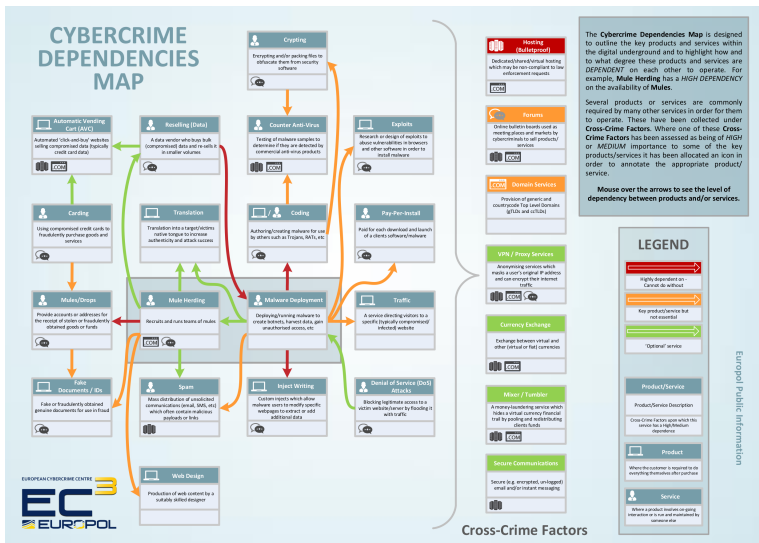 CYBERCRIME
DEPENDENCIES
MAP
Crypting
Encrypting and/or packing files to
obfuscate them from security
software
Automatic Vending
Cart (AVC)
Automated 'click-and-buy' websites
selling compromised data (typically
credit card data)
.COM
Reselling (Data)
A data vendor who buys bulk
(compromised) data and re-sells it
in smaller volumes
Counter Anti-Virus
Testing of malware samples to
determine if they are detected by
commercial anti-virus products
.COM
Exploits
Research or design of exploits to
abuse vulnerabilities in browsers
and other software in order to
install malware
Carding
Using compromised credit cards to
fraudulently purchase goods and
services
Translation
Translation into a target/victims
native tongue to increase
authenticity and attack success
/ Coding
Authoring/creating malware for use
by others such as Trojans, RATs, etc
Pay-Per-Install
Paid for each download and launch
of a clients software/malware
Mules/Drops
Provide accounts or addresses for
the receipt of stolen or fraudulently
obtained goods or funds
Mule Herding
Recruits and runs teams of mules
.COM
Malware Deployment
Deploying/running malware to
create botnets, harvest data, gain
unauthorised access, etc
Traffic
A service directing visitors to a
specific (typically compromised/
infected) website
Fake
Documents / IDs
Fake or fraudulently obtained
genuine documents for use in fraud
Spam
Mass distribution of unsolicited
communications (email, SMS, etc)
which often contain malicious
payloads or links
Inject Writing
Custom injects which allow
malware users to modify specific
webpages to extract or add
additional data
Denial of Service (DoS)
Attacks
Blocking legitimate access to a
victim website/server by flooding it
with traffic
Web Design
Production of web content by a
suitably skilled designer
EUROPEAN CYBERCRIME CENTRE
EC3
EUROPOL
Hosting
(Bulletproof)
Dedicated/shared/virtual hosting
which may be non-compliant to law
enforcement requests
.COM
Forums
Online bulletin boards used as
meeting places and markets by
cybercriminals to sell products/
services
.COM
Domain Services
Provision of generic and
countrycode Top Level Domains
(gTLDs and ccTLDs)
VPN / Proxy Services
Anonymising services which
masks a user's original IP address
and can encrypt their internet
traffic
.COM
Currency Exchange
Exchange between virtual and
other (virtual or fiat) currencies
.COM
Mixer / Tumbler
A money-laundering service which
hides a virtual currency financial
trail by pooling and redistributing
clients funds
.COM
Secure Communications
Secure (e.g. encrypted, un-logged)
email and/or instant messaging
Cross-Crime Factors
The Cybercrime Dependencies Map is designed
to outline the key products and services within
the digital underground and to highlight how and
to what degree these products and services are
DEPENDENT on each other to operate. For
example, Mule Herding has a HIGH DEPENDENCY
on the availability of Mules.
Several products or services are commonly
required by many other services in order for them
to operate. These have been collected under
Cross-Crime Factors. Where one of these Cross-
Crime Factors has been assessed as being of HIGH
or MEDIUM importance to some of the key
products/services it has been allocated an icon in
order to annotate the appropriate product/
service.
Mouse over the arrows to see the level of
dependency between products and/or services.
LEGEND
Highly dependent on -
Cannot do without
Key product/service but
not essential
"Optional" service
Product/Service
Product/Service Description
Cross-Crime Factors upon which this
service has a High/Medium
dependence
Product
Where the customer is required to do
everything themselves after purchase
Service
Where a product involves on-going
interaction or is run and maintained by
someone else
Europol Public Information